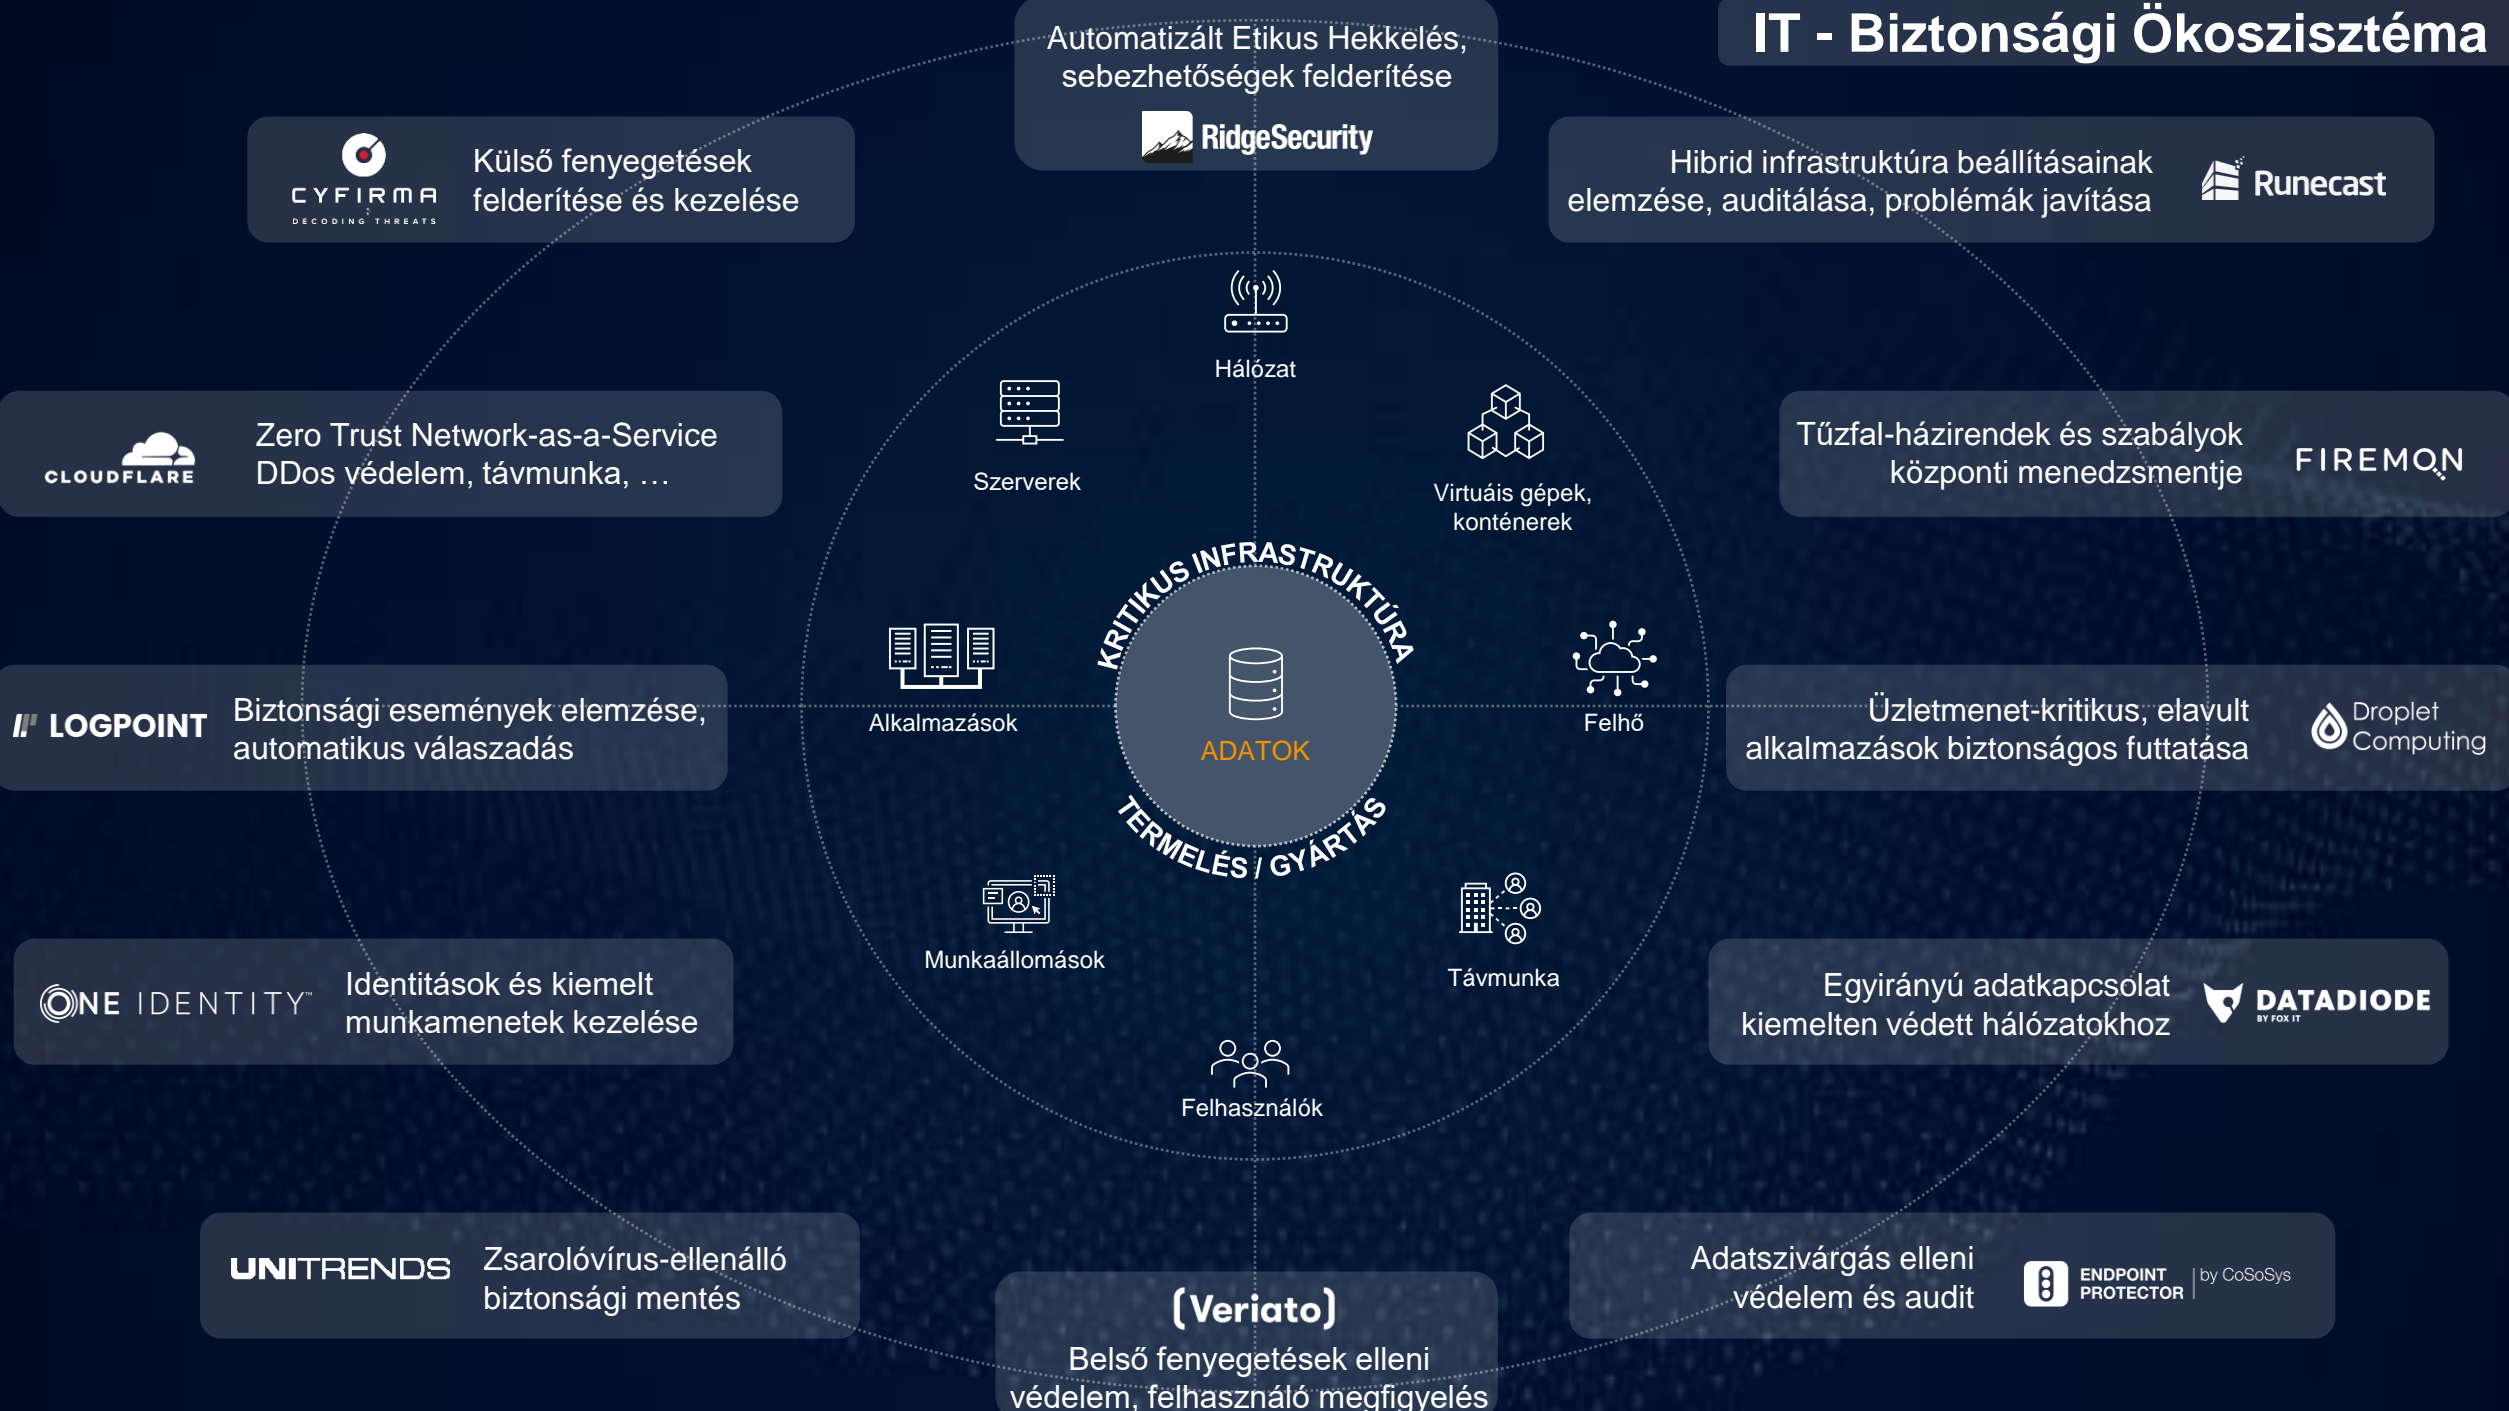 IT - Biztonsági Ökoszisztéma
Automatizált Etikus Hekkelés,
sebezhetőségek felderítése
RidgeSecurity
CYFIRMA
DECODING THREATS
Külső fenyegetések
felderítése és kezelése
Hibrid infrastruktúra beállításainak
elemzése, auditálása, problémák javítása
Runecast
CLOUDFLARE
Zero Trust Network-as-a-Service
DDos védelem, távmunka, …
Tűzfal-házirendek és szabályok
központi menedzsmentje
FIREMON
LOGPOINT
Biztonsági események elemzése,
automatikus válaszadás
Üzletmenet-kritikus, elavult
alkalmazások biztonságos futtatása
Droplet
Computing
ONE IDENTITY™
Identitások és kiemelt
munkamenetek kezelése
Egyirányú adatkapcsolat
kiemelten védett hálózatokhoz
DATADIODE
BY FOX IT
UNITRENDS
Zsarolóvírus-ellenálló
biztonsági mentés
Adatszivárgás elleni
védelem és audit
ENDPOINT
PROTECTOR
by CoSoSys
(Veriato)
Belső fenyegetések elleni
védelem, felhasználó megfigyelés
Hálózat
Szerverek
Virtuáis gépek,
konténerek
Alkalmazások
Felhő
KRITIKUS INFRASTRUKTÚRA
ADATOK
TERMELÉS / GYÁRTÁS
Munkaállomások
Távmunka
Felhasználók